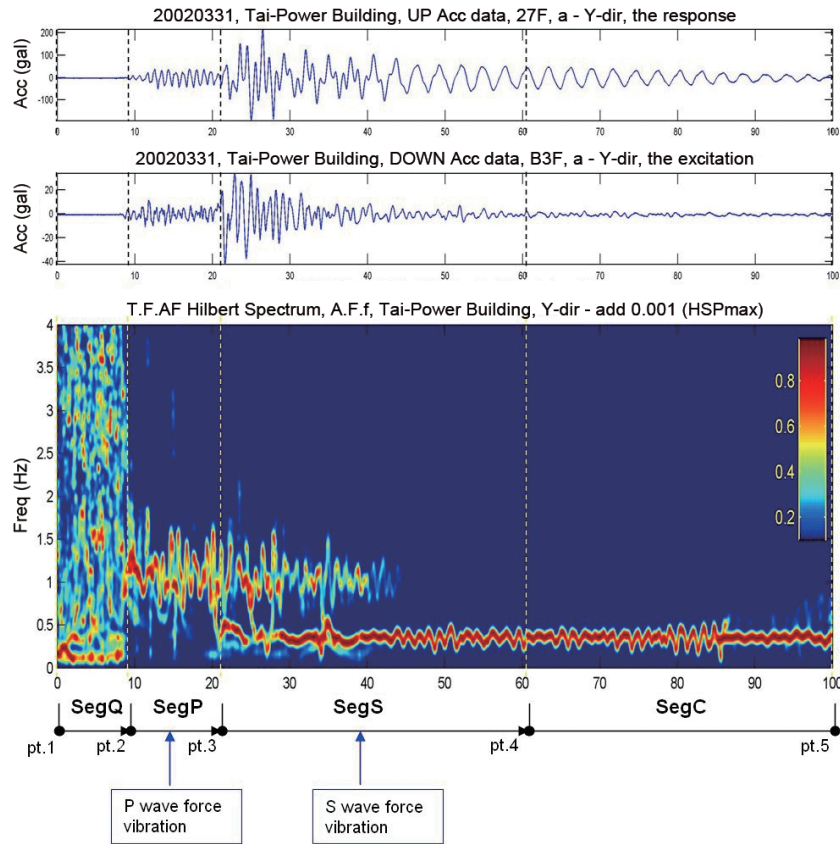 20020331, Tai-Power Building, UP Acc data, 27F, a - Y-dir, the response
Acc (gal)
200
100
0
-100
0 10 20 30 40 50 60 70 80 90 100
20020331, Tai-Power Building, DOWN Acc data, B3F, a - Y-dir, the excitation
Acc (gal)
20
0
-20
-40
0 10 20 30 40 50 60 70 80 90 100
T.F.AF Hilbert Spectrum, A.F.f, Tai-Power Building, Y-dir - add 0.001 (HSPmax)
Freq (Hz)
4
3.5
3
2.5
2
1.5
1
0.5
0
0.8
0.6
0.4
0.2
0 10 20 30 40 50 60 70 80 90 100
SegQ SegP SegS SegC
pt.1 pt.2 pt.3 pt.4 pt.5
P wave force
vibration
S wave force
vibration